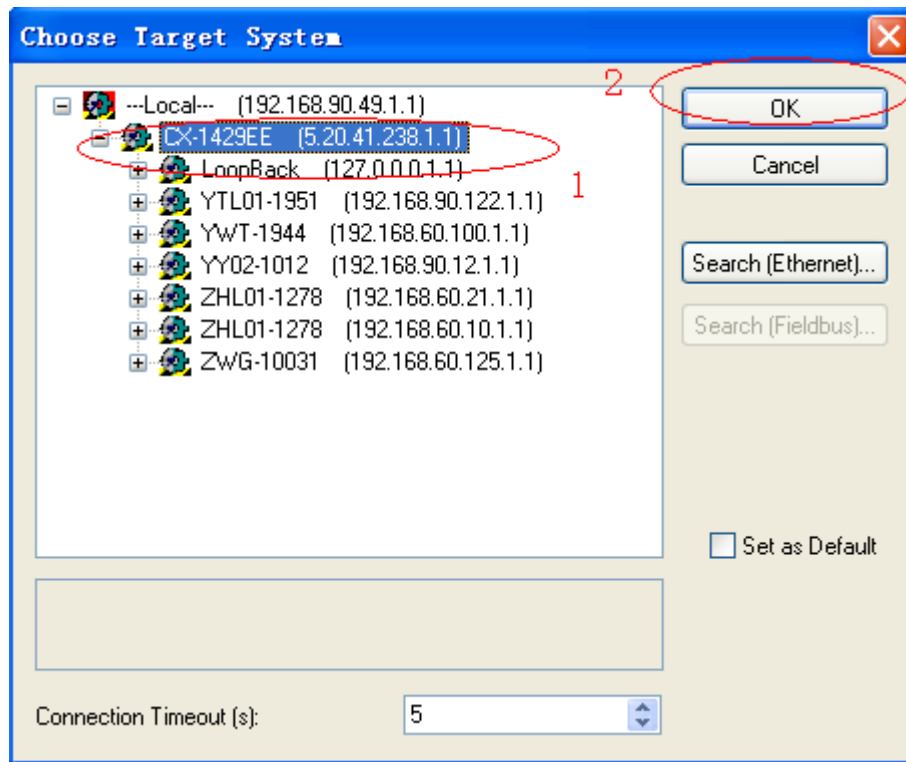 Choose Target System
---Local--- (192.168.90.49.1.1)
CX-1429EE (5.20.41.238.1.1)
LoopBack (127.0.0.0.1.1)
YTL01-1951 (192.168.90.122.1.1)
YWT-1944 (192.168.60.100.1.1)
YY02-1012 (192.168.90.12.1.1)
ZHL01-1278 (192.168.60.21.1.1)
ZHL01-1278 (192.168.60.10.1.1)
ZWG-10031 (192.168.60.125.1.1)
1
2
OK
Cancel
Search (Ethernet)...
Search (Fieldbus)...
Set as Default
Connection Timeout (s):
5